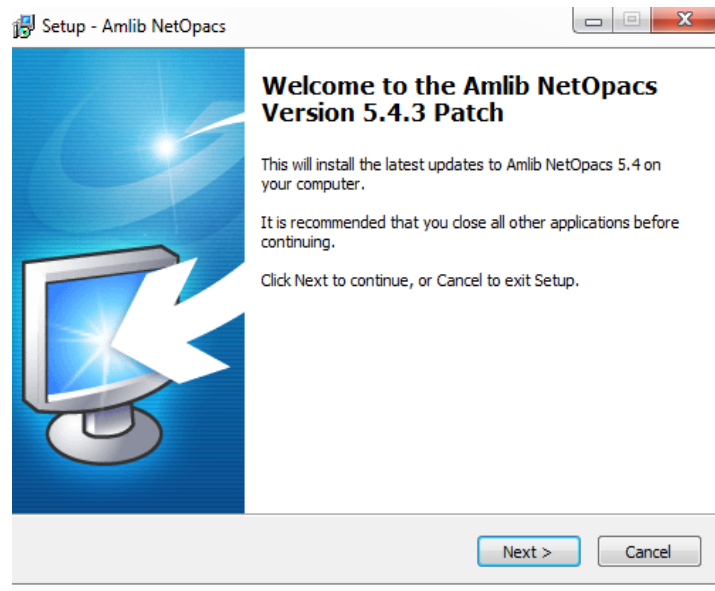 Setup - Amlib NetOpacs
Welcome to the Amlib NetOpacs
Version 5.4.3 Patch
This will install the latest updates to Amlib NetOpacs 5.4 on
your computer.
It is recommended that you close all other applications before
continuing.
Click Next to continue, or Cancel to exit Setup.
Next >
Cancel